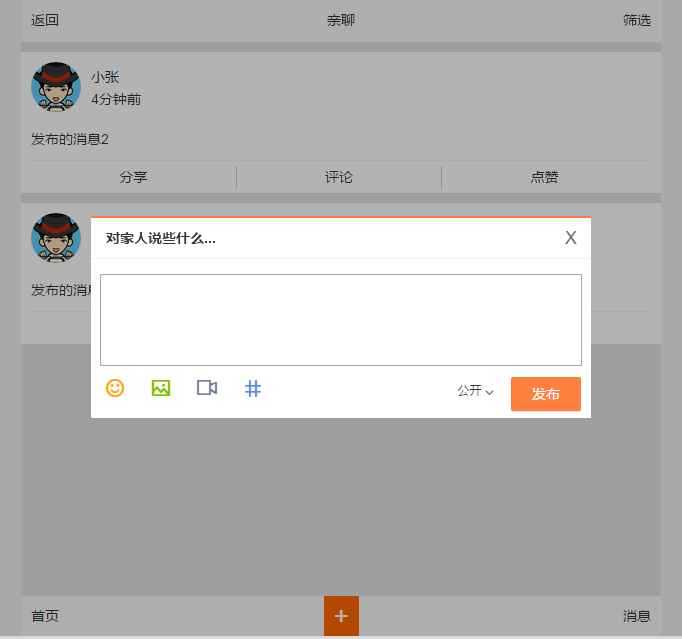 返回 亲聊 筛选
小张
4分钟前
发布的消息2
分享 评论 点赞
对家人说些什么... X
发布的消
公开 发布
首页 + 消息